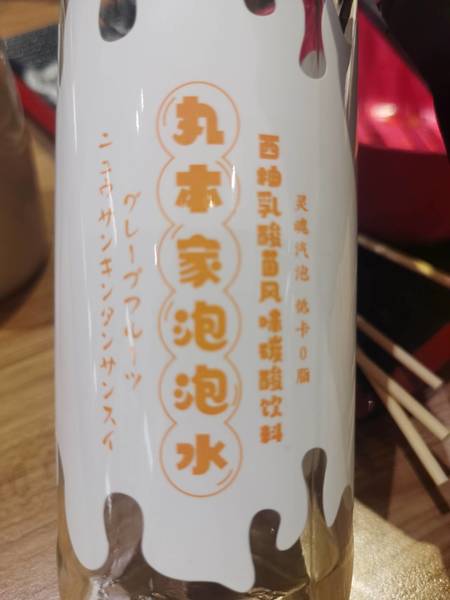 灵魂汽泡 低卡0脂
西柚乳酸菌风味碳酸饮料
丸本家泡泡水
グレープフルーツ
ニュウサンキンタンサンスイ